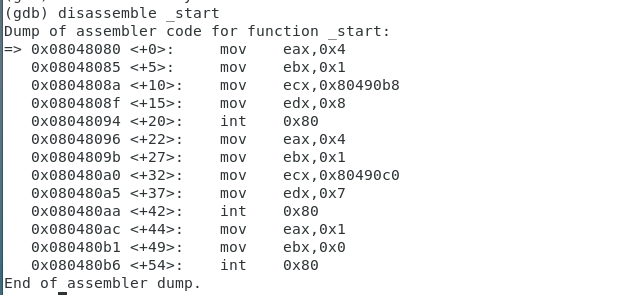 (gdb) disassemble _start
Dump of assembler code for function _start:
=> 0x08048080 <+0>:     mov    eax,0x4
   0x08048085 <+5>:     mov    ebx,0x1
   0x0804808a <+10>:    mov    ecx,0x80490b8
   0x0804808f <+15>:    mov    edx,0x8
   0x08048094 <+20>:    int    0x80
   0x08048096 <+22>:    mov    eax,0x4
   0x0804809b <+27>:    mov    ebx,0x1
   0x080480a0 <+32>:    mov    ecx,0x80490c0
   0x080480a5 <+37>:    mov    edx,0x7
   0x080480aa <+42>:    int    0x80
   0x080480ac <+44>:    mov    eax,0x1
   0x080480b1 <+49>:    mov    ebx,0x0
   0x080480b6 <+54>:    int    0x80
End of assembler dump.